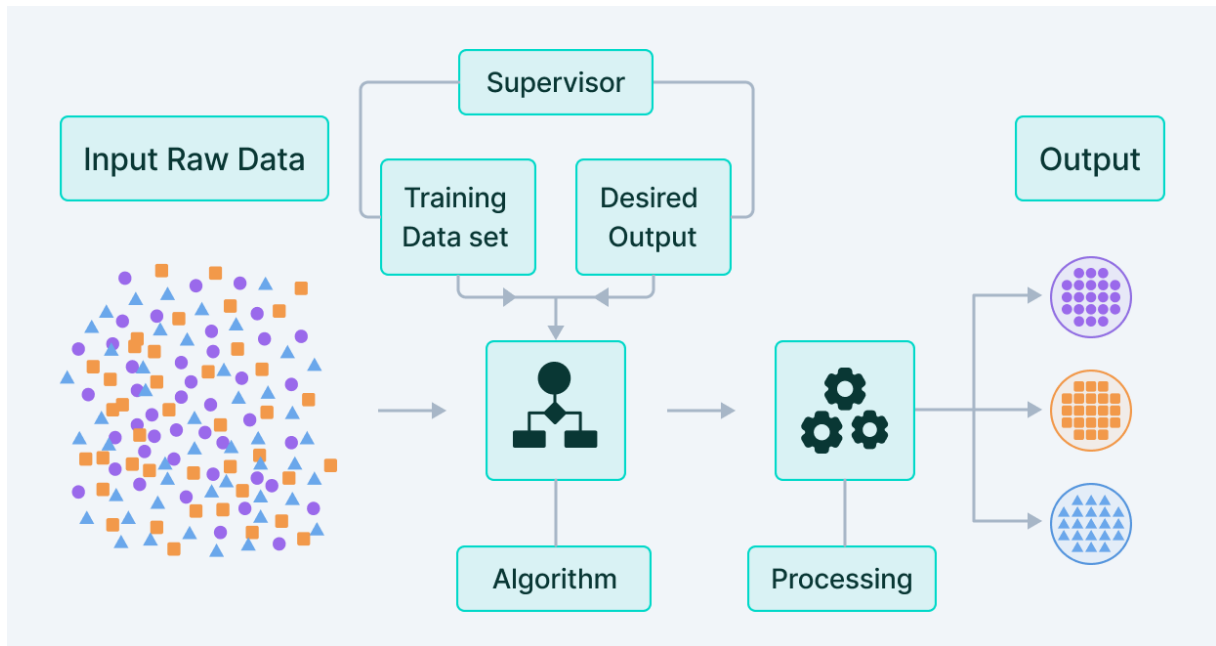 Supervisor
Input Raw Data
Training
Data set
Desired
Output
Output
Algorithm
Processing